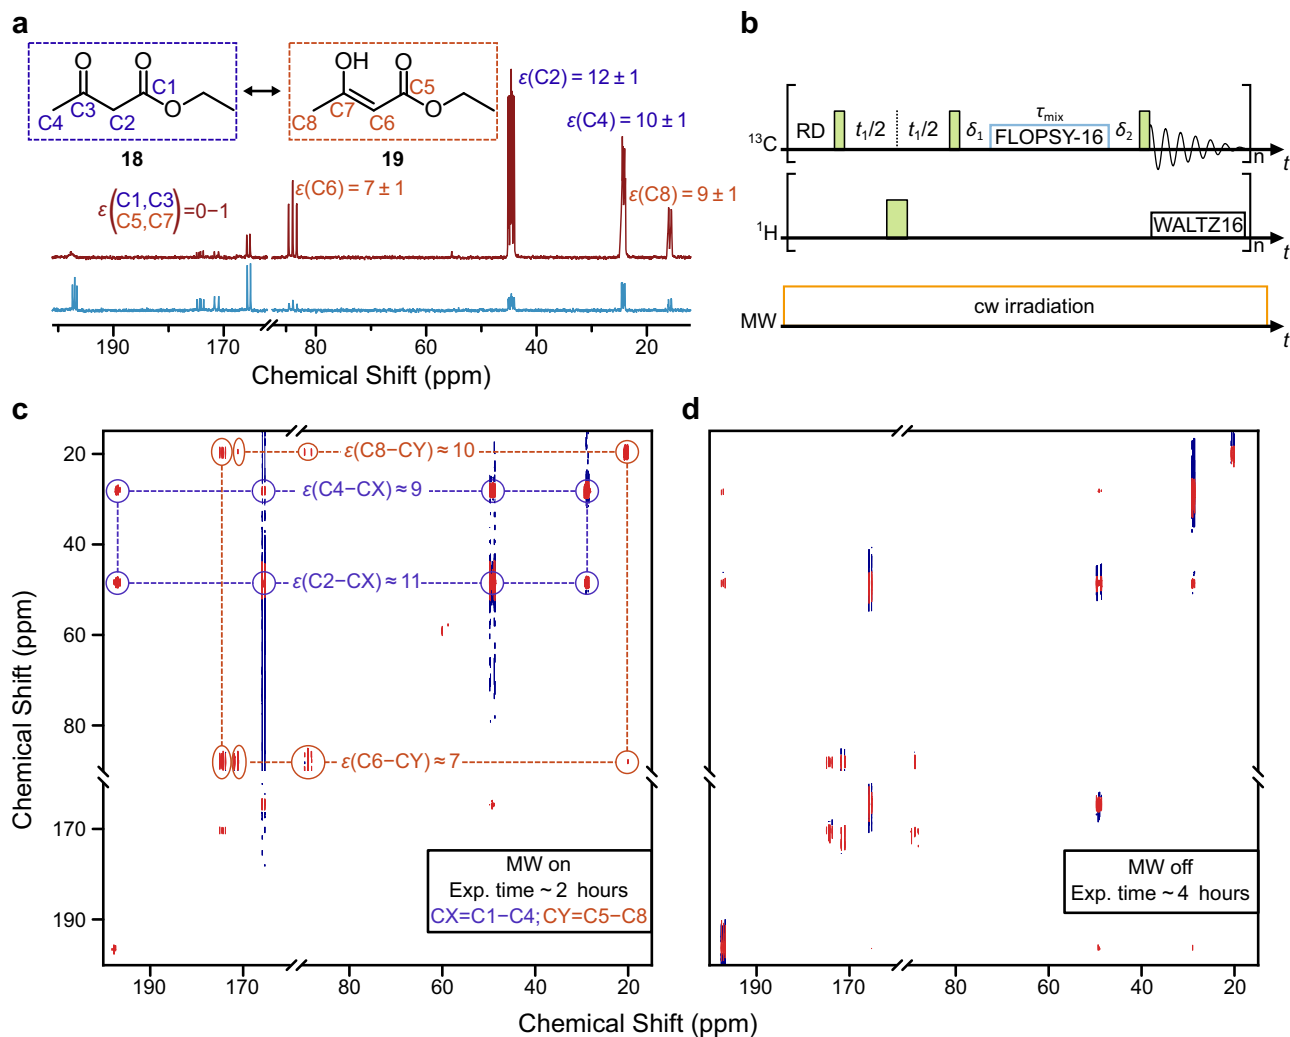 a
O O OH O
C1 C5
C3 O C7 O
C4 C2 C8 C6
18 19
ε(C2) = 12 ± 1
ε(C4) = 10 ± 1
ε(C6) = 7 ± 1
ε(C8) = 9 ± 1
ε(C1,C3 C5,C7) =0−1
190 170 80 60 40 20
Chemical Shift (ppm)
b
13C RD t1/2 t1/2 δ1 τmix FLOPSY-16 δ2 n t
1H WALTZ16 n t
MW cw irradiation t
c
20
40
60
80
170
190
Chemical Shift (ppm)
ε(C8−CY) ≈ 10
ε(C4−CX) ≈ 9
ε(C2−CX) ≈ 11
ε(C6−CY) ≈ 7
MW on
Exp. time ~ 2 hours
CX=C1−C4; CY=C5−C8
190 170 80 60 40 20
d
MW off
Exp. time ~ 4 hours
190 170 80 60 40 20
Chemical Shift (ppm)